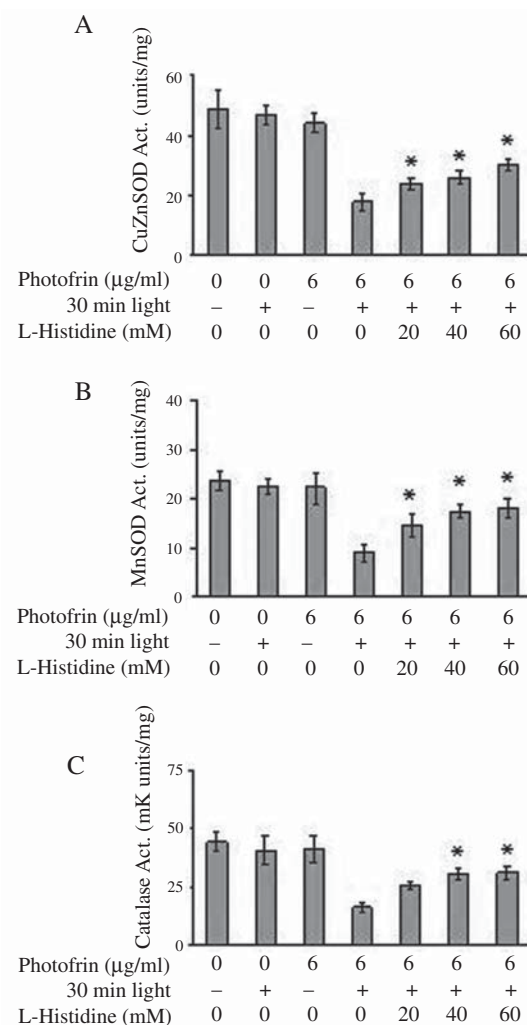 A
CuZnSOD Act. (units/mg)
60
40
20
0
* * *
Photofrin (μg/ml) 0 0 6 6 6 6 6
30 min light – + – + + + +
L-Histidine (mM) 0 0 0 0 20 40 60
B
MnSOD Act. (units/mg)
40
30
20
10
0
* * *
Photofrin (μg/ml) 0 0 6 6 6 6 6
30 min light – + – + + + +
L-Histidine (mM) 0 0 0 0 20 40 60
C
Catalase Act. (mK units/mg)
75
50
25
0
* *
Photofrin (μg/ml) 0 0 6 6 6 6 6
30 min light – + – + + + +
L-Histidine (mM) 0 0 0 0 20 40 60